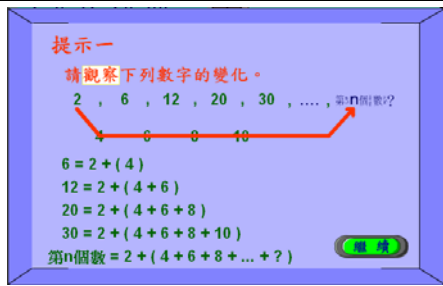 提示一
請觀察下列數字的變化。
2 , 6 , 12 , 20 , 30 , .... , 第n個數?
4 6 8 10
6 = 2 + ( 4 )
12 = 2 + ( 4 + 6 )
20 = 2 + ( 4 + 6 + 8 )
30 = 2 + ( 4 + 6 + 8 + 10 )
第n個數 = 2 + ( 4 + 6 + 8 + ... + ? )
繼續